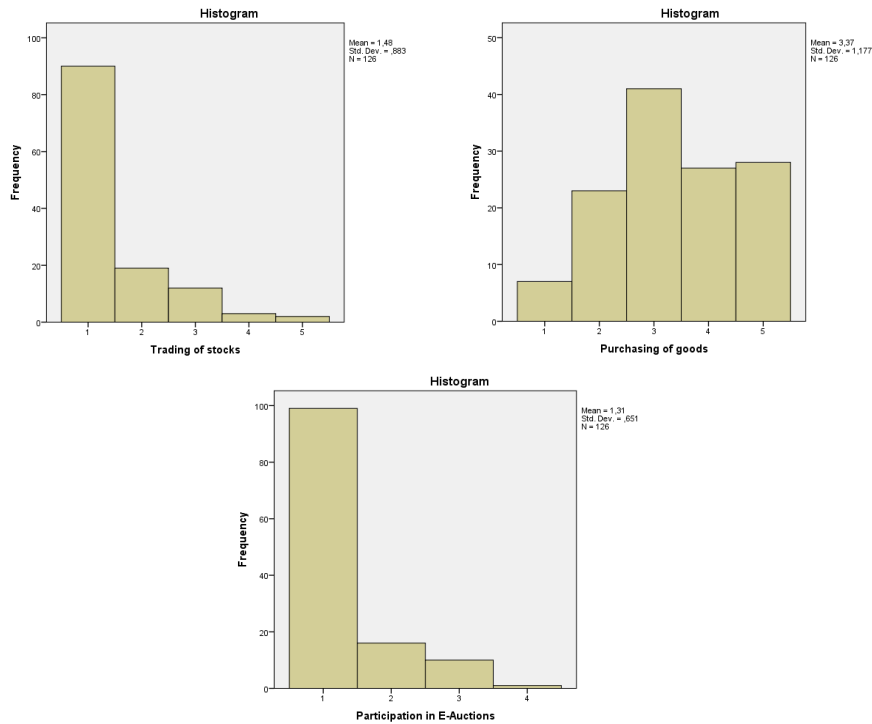 Histogram
Mean = 1,48
Std. Dev. = ,883
N = 126
100
80
60
40
20
0
Frequency
1 2 3 4 5
Trading of stocks
Histogram
Mean = 3,37
Std. Dev. = 1,177
N = 126
50
40
30
20
10
0
Frequency
1 2 3 4 5
Purchasing of goods
Histogram
Mean = 1,31
Std. Dev. = ,651
N = 126
100
80
60
40
20
0
Frequency
1 2 3 4
Participation in E-Auctions